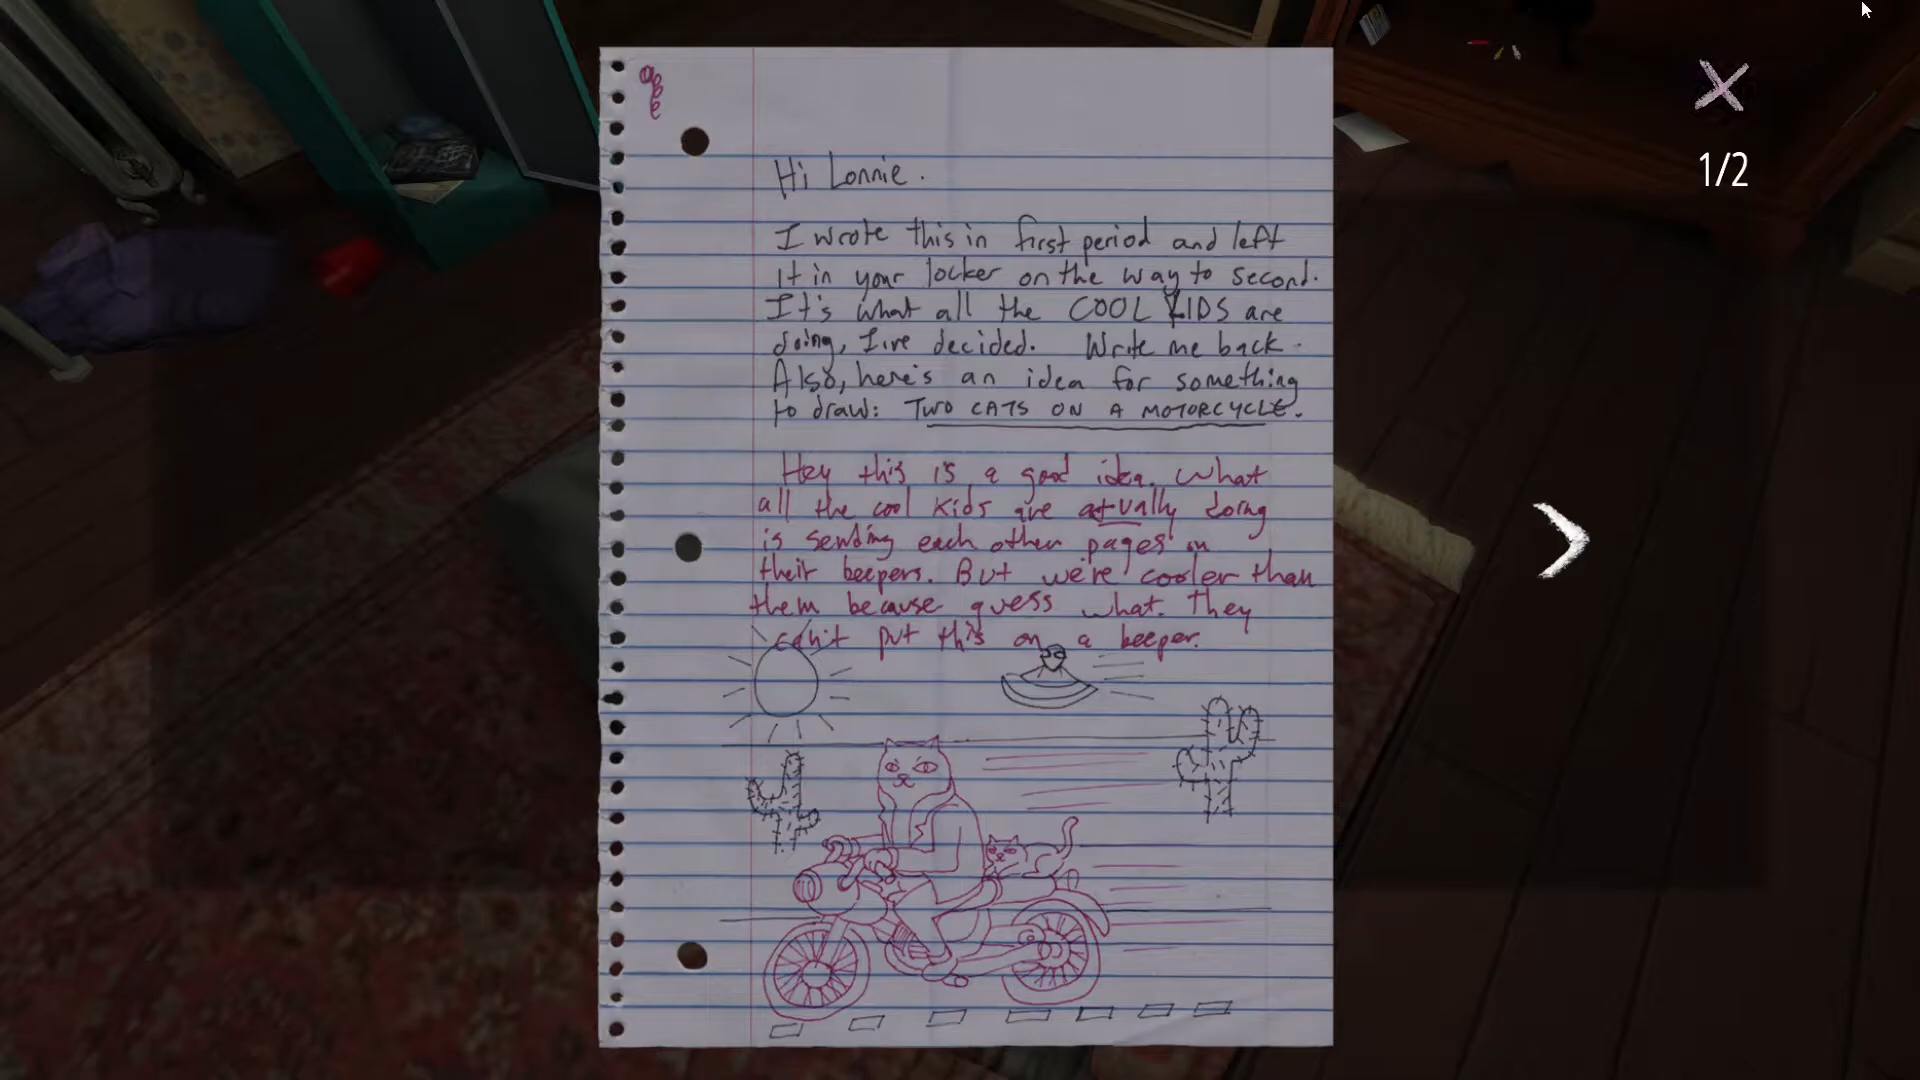 Hi Lonnie.
I wrote this in first period and left
it in your locker on the way to second.
It's what all the COOL KIDS are
doing, I've decided. Write me back.
Also, here's an idea for something
to draw: TWO CATS ON A MOTORCYCLE.
Hey this is a good idea. What
all the cool kids are actually doing
is sending each other pages on
their beepers. But we're cooler than
them because guess what. They
can't put this on a beeper.
1/2